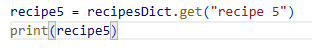 recipe5 = recipesDict.get("recipe 5")
print(recipe5)